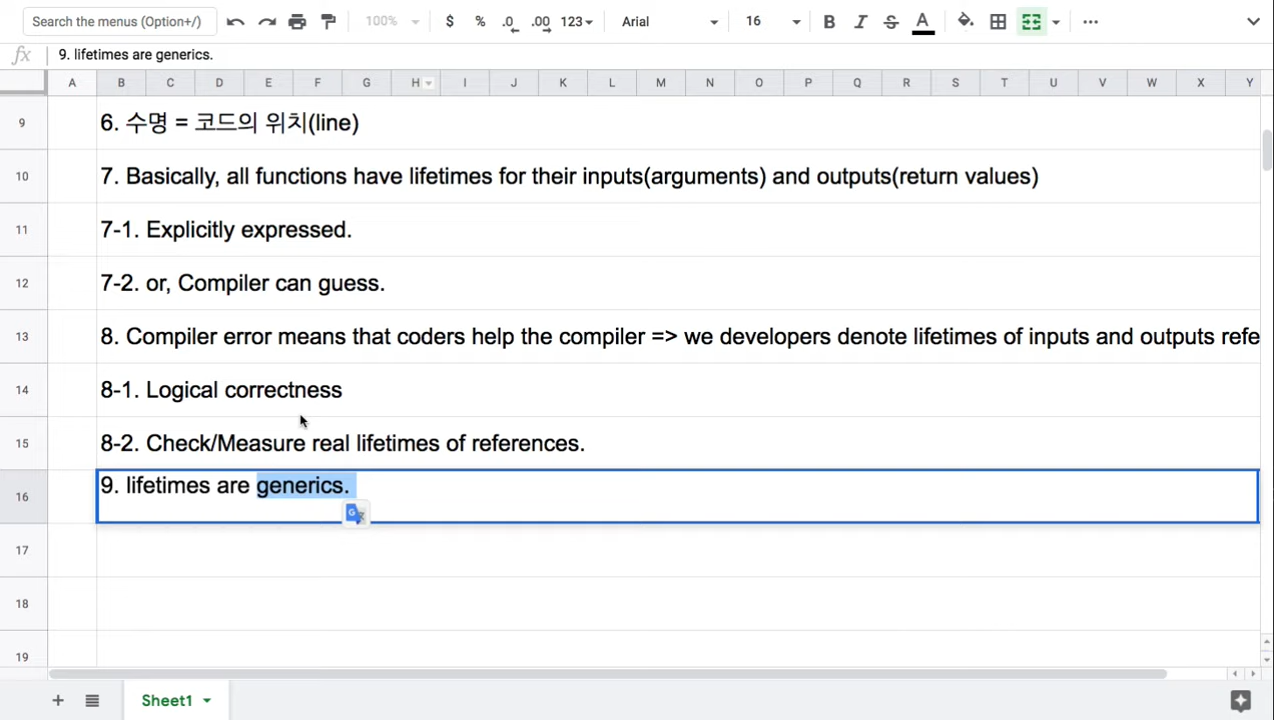 Search the menus (Option+/) 100% $ % .0 .00 123 Arial 16 B I S A
fx 9. lifetimes are generics.
A B C D E F G H I J K L M N O P Q R S T U V W X Y
9 6. 수명 = 코드의 위치(line)
10 7. Basically, all functions have lifetimes for their inputs(arguments) and outputs(return values)
11 7-1. Explicitly expressed.
12 7-2. or, Compiler can guess.
13 8. Compiler error means that coders help the compiler => we developers denote lifetimes of inputs and outputs refe
14 8-1. Logical correctness
15 8-2. Check/Measure real lifetimes of references.
16 9. lifetimes are generics.
G
17
18
19
+ Sheet1